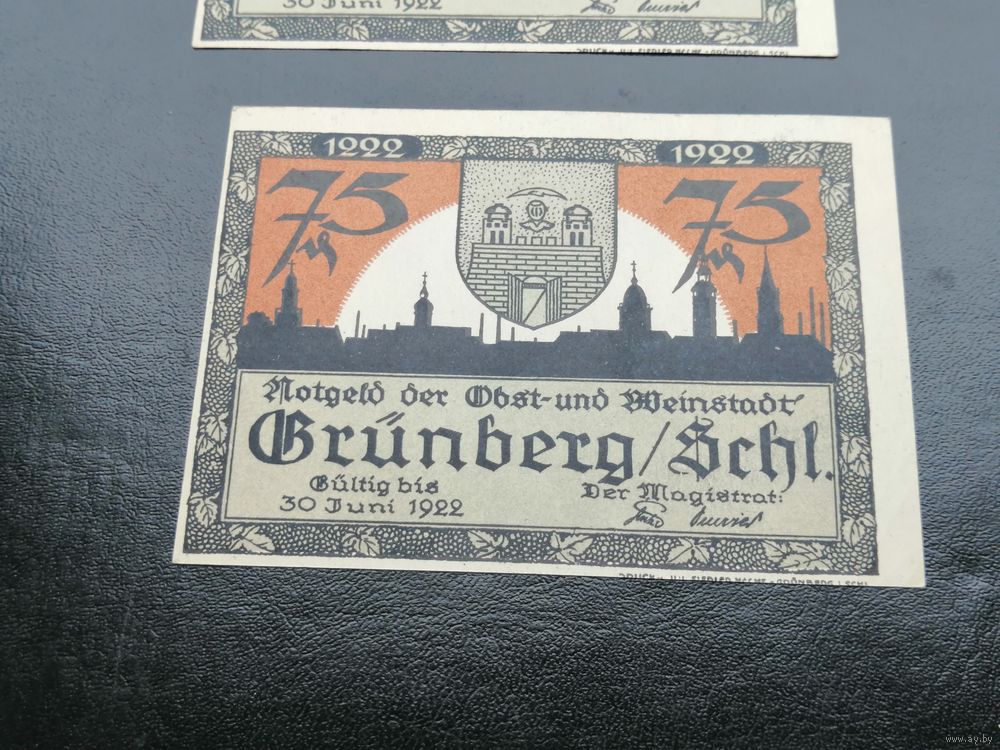 30 Juni 1922
1222 1922
75 75
Notgeld der Obst- und Weinstadt
Grünberg/Schl.
Gültig bis Der Magistrat:
30 Juni 1922
www.ay.by